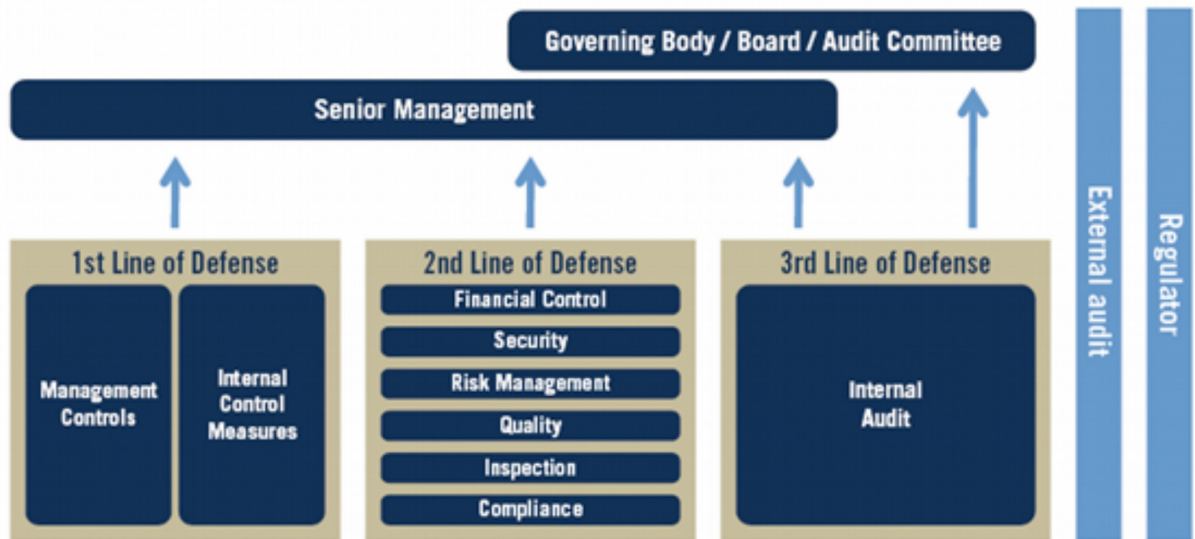 Governing Body / Board / Audit Committee
Senior Management
1st Line of Defense
Management
Controls
Internal
Control
Measures
2nd Line of Defense
Financial Control
Security
Risk Management
Quality
Inspection
Compliance
3rd Line of Defense
Internal
Audit
External audit
Regulator